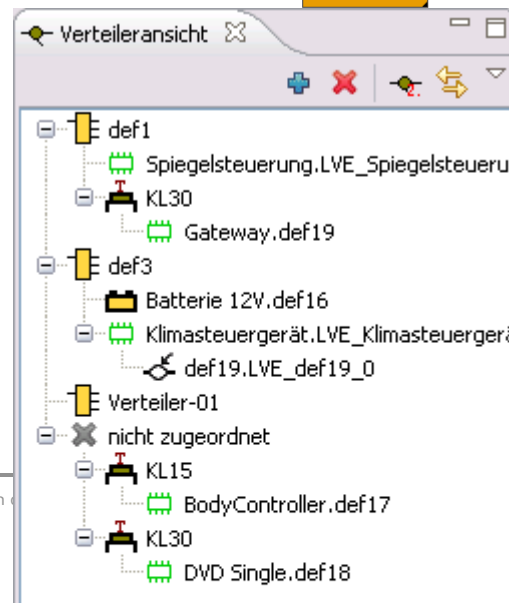 Verteileransicht
def1
Spiegelsteuerung.LVE_Spiegelsteueru
KL30
Gateway.def19
def3
Batterie 12V.def16
Klimasteuergerät.LVE_Klimasteuergerä
def19.LVE_def19_0
Verteiler-01
nicht zugeordnet
KL15
BodyController.def17
KL30
DVD Single.def18